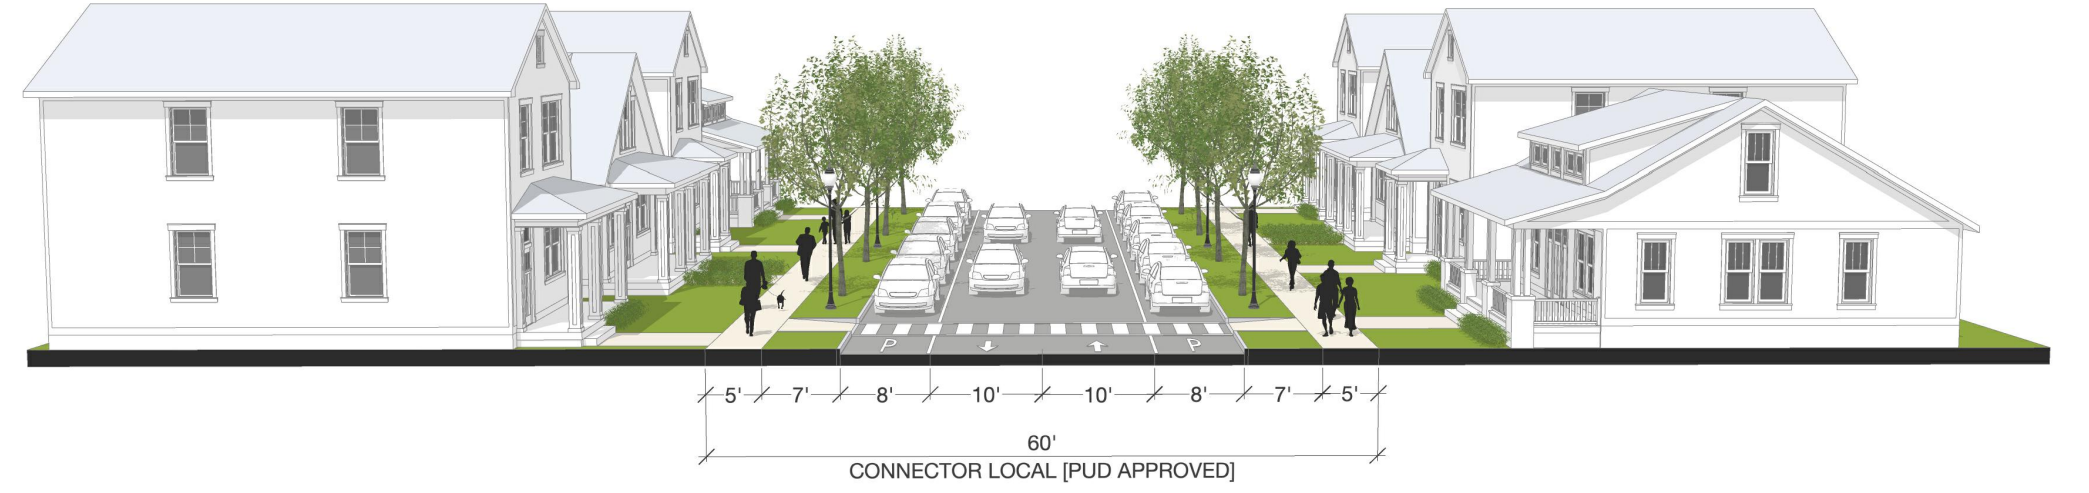 P P
5' 7' 8' 10' 10' 8' 7' 5'
60'
CONNECTOR LOCAL [PUD APPROVED]